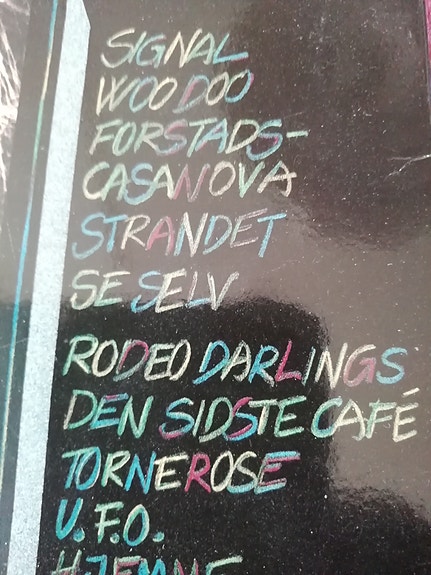 SIGNAL
WOODOO
FORSTADS-
CASANOVA
STRANDET
SE SELV
RODEO DARLINGS
DEN SIDSTE CAFÉ
TORNEROSE
U.F.O.